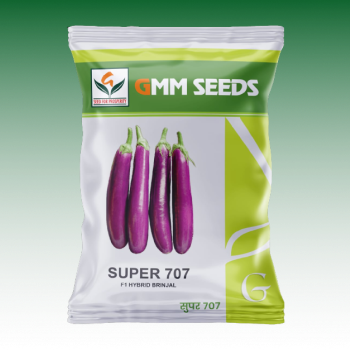 GMM SEEDS
SUPER 707
F1 HYBRID BRINJAL
G
सुपर 707